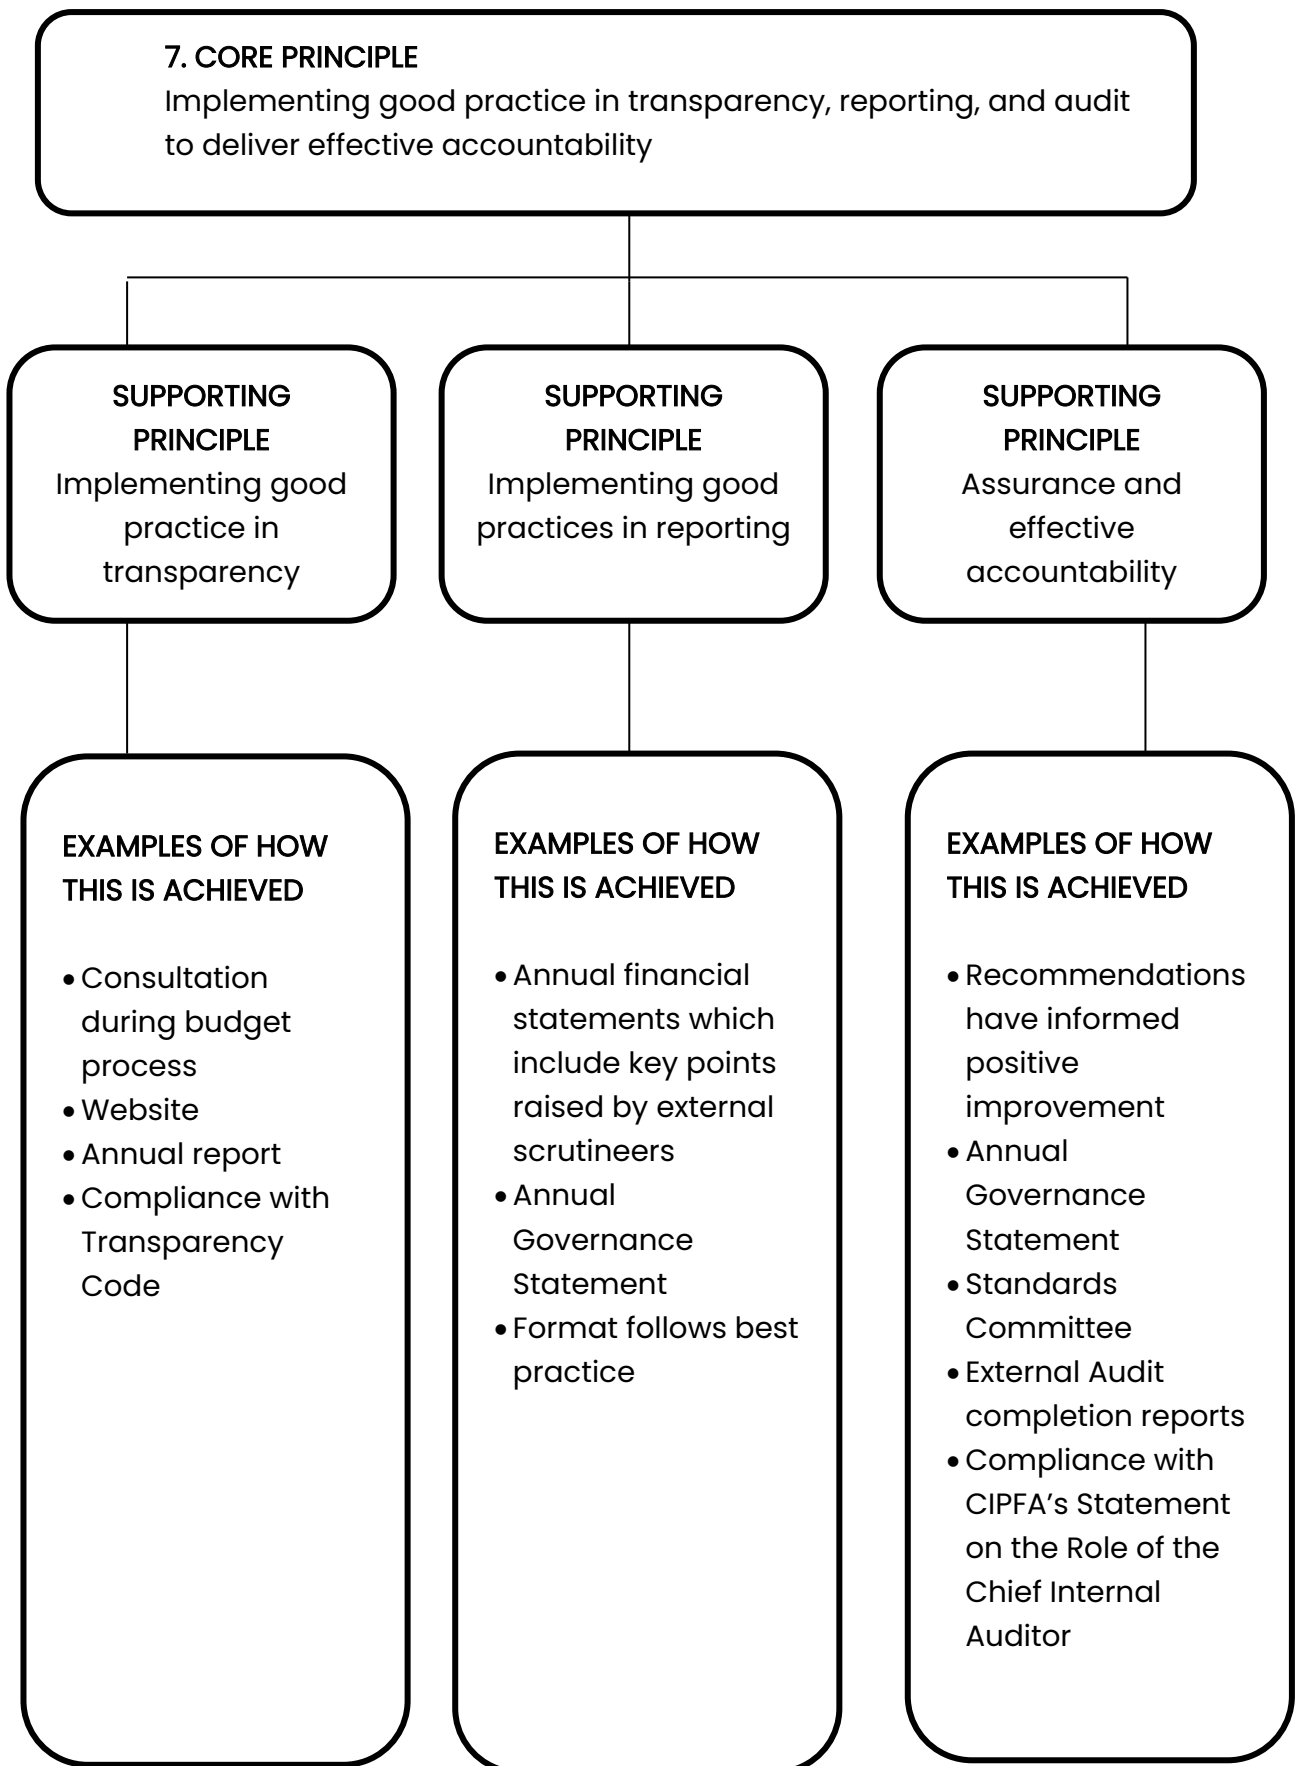 7. CORE PRINCIPLE
Implementing good practice in transparency, reporting, and audit
to deliver effective accountability
SUPPORTING
PRINCIPLE
Implementing good
practice in
transparency
SUPPORTING
PRINCIPLE
Implementing good
practices in reporting
SUPPORTING
PRINCIPLE
Assurance and
effective
accountability
EXAMPLES OF HOW
THIS IS ACHIEVED
• Consultation
during budget
process
• Website
• Annual report
• Compliance with
Transparency
Code
EXAMPLES OF HOW
THIS IS ACHIEVED
• Annual financial
statements which
include key points
raised by external
scrutineers
• Annual
Governance
Statement
• Format follows best
practice
EXAMPLES OF HOW
THIS IS ACHIEVED
• Recommendations
have informed
positive
improvement
• Annual
Governance
Statement
• Standards
Committee
• External Audit
completion reports
• Compliance with
CIPFA’s Statement
on the Role of the
Chief Internal
Auditor